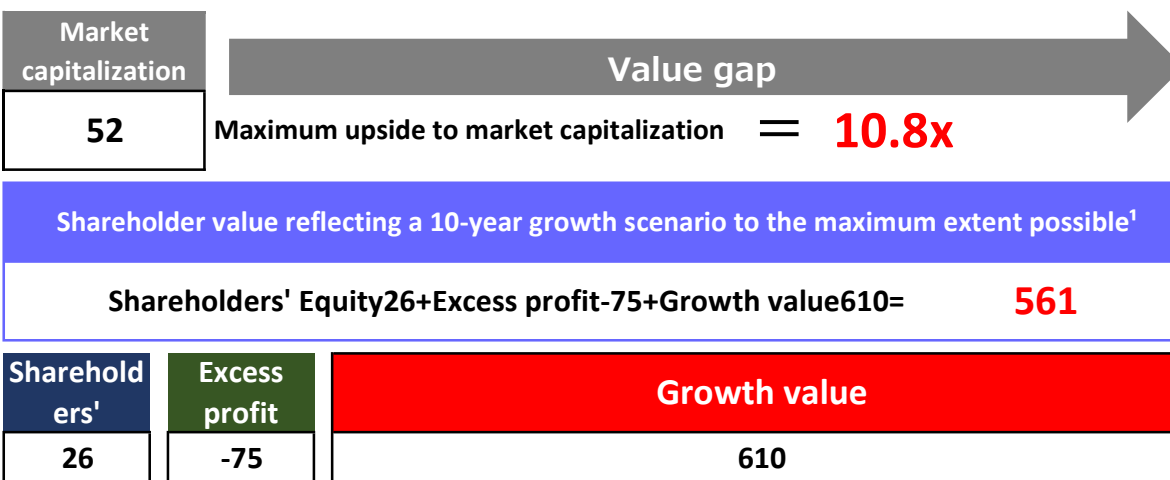 Market
capitalization
Value gap
52
Maximum upside to market capitalization = 10.8x
Shareholder value reflecting a 10-year growth scenario to the maximum extent possible¹
Shareholders' Equity26+Excess profit-75+Growth value610= 561
Sharehold
ers'
Excess
profit
Growth value
26
-75
610